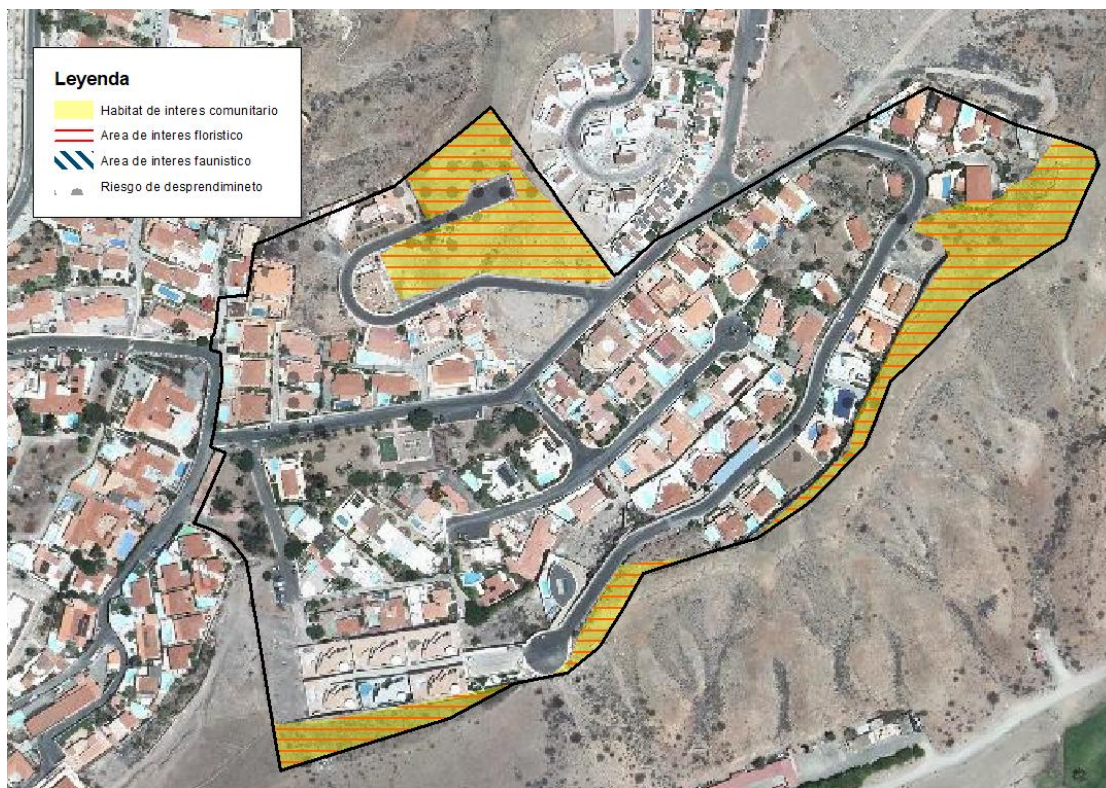 Leyenda
Habitat de interes comunitario
Area de interes floristico
Area de interes faunistico
Riesgo de desprendimineto